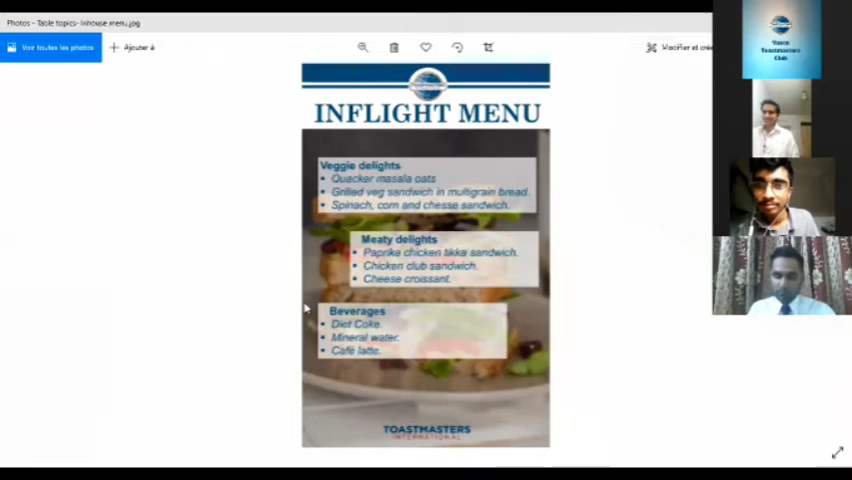 Photos - Table topics- Inhouse menu.jpg
Voir toutes les photos
Ajouter à
Modifier et crée
INFLIGHT MENU
Veggie delights
• Quacker masala oats
• Grilled veg sandwich in multigrain bread.
• Spinach, corn and chesse sandwich.
Meaty delights
• Paprika chicken tikka sandwich.
• Chicken club sandwich.
• Cheese croissant.
Beverages
• Diet Coke.
• Mineral water.
• Café latte.
TOASTMASTERS
INTERNATIONAL
Vasco
Toastmasters
Club